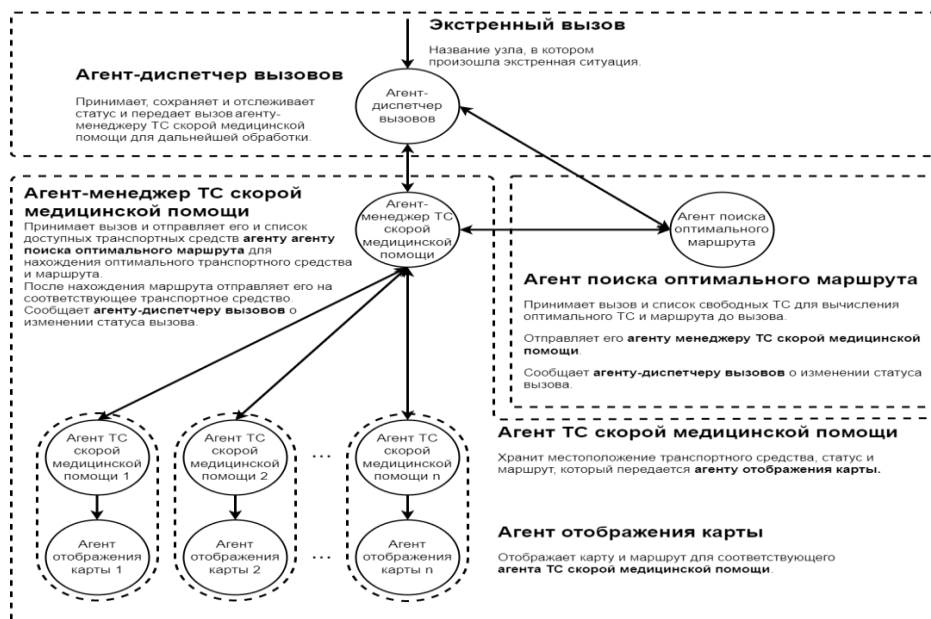 Экстренный вызов
Название узла, в котором
произошла экстренная ситуация.
Агент-диспетчер вызовов
Принимает, сохраняет и отслеживает
статус и передает вызов агенту-
менеджеру ТС скорой медицинской
помощи для дальнейшей обработки.
Агент-
диспетчер
вызовов
Агент-менеджер ТС скорой
медицинской помощи
Принимает вызов и отправляет его и список
доступных транспортных средств агенту агенту
поиска оптимального маршрута для
нахождения оптимального транспортного средства
и маршрута.
После нахождения маршрута отправляет его на
соответствующее транспортное средство.
Сообщает агенту-диспетчеру вызовов о
изменении статуса вызова.
Агент-
менеджер ТС
скорой
медицинской
помощи
Агент поиска
оптимального
маршрута
Агент поиска оптимального маршрута
Принимает вызов и список свободных ТС для вычисления
оптимального ТС и маршрута до вызова.
Отправляет его агенту менеджеру ТС скорой медицинской
помощи.
Сообщает агенту-диспетчеру вызовов о изменении статуса
вызова.
Агент ТС
скорой
медицинской
помощи 1
Агент ТС
скорой
медицинской
помощи 2
...
Агент ТС
скорой
медицинской
помощи n
Агент ТС скорой медицинской помощи
Хранит местоположение транспортного средства, статус и
маршрут, который передается агенту отображения карты.
Агент
отображения
карты 1
Агент
отображения
карты 2
...
Агент
отображения
карты n
Агент отображения карты
Отображает карту и маршрут для соответствующего
агента ТС скорой медицинской помощи.